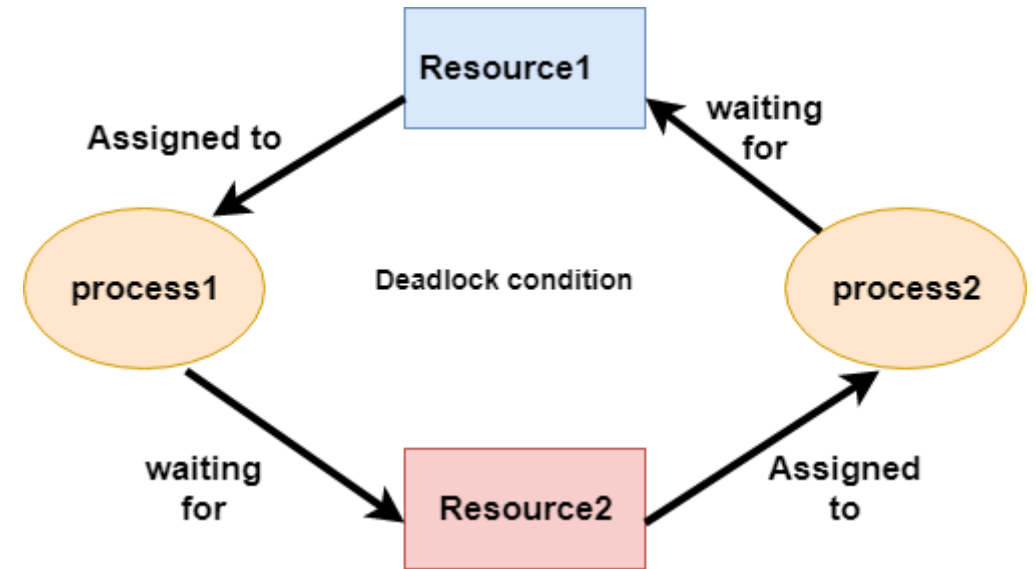 Resource1
waiting
for
Assigned to
process1
Deadlock condition
process2
waiting
for
Resource2
Assigned
to